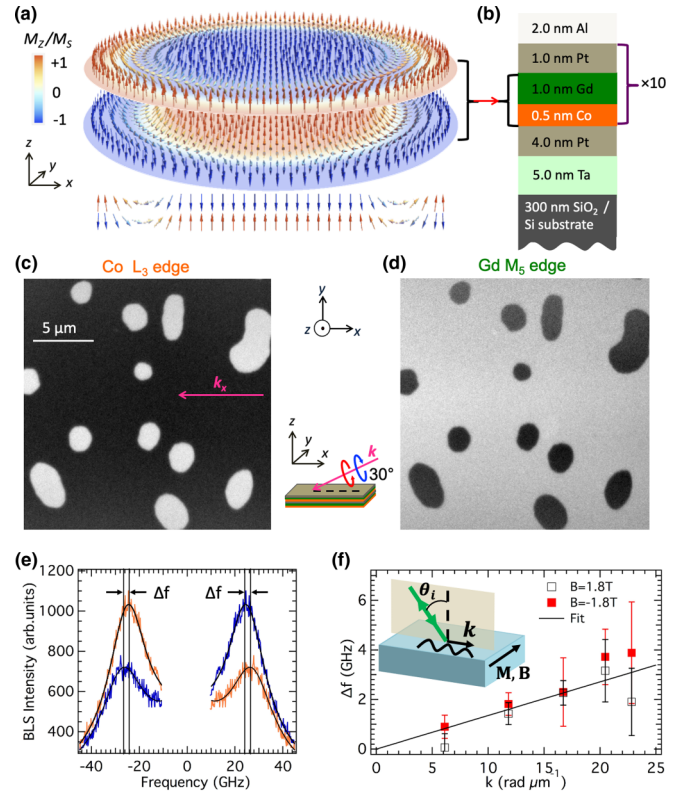 (a)
M_Z/M_S
+1
0
-1
z
y
x
(b)
2.0 nm Al
1.0 nm Pt
1.0 nm Gd
0.5 nm Co
×10
4.0 nm Pt
5.0 nm Ta
300 nm SiO₂ /
Si substrate
(c)
Co L₃ edge
5 μm
k_x
y
z
x
z
y
x
k
30°
(d)
Gd M₅ edge
(e)
BLS Intensity (arb.units)
1000
800
600
400
Δf
Δf
-40
-20
0
20
40
Frequency (GHz)
(f)
Δf (GHz)
6
4
2
0
θ_i
k
M, B
B=1.8T
B=-1.8T
Fit
0
5
10
15
20
25
k (rad μm⁻¹)